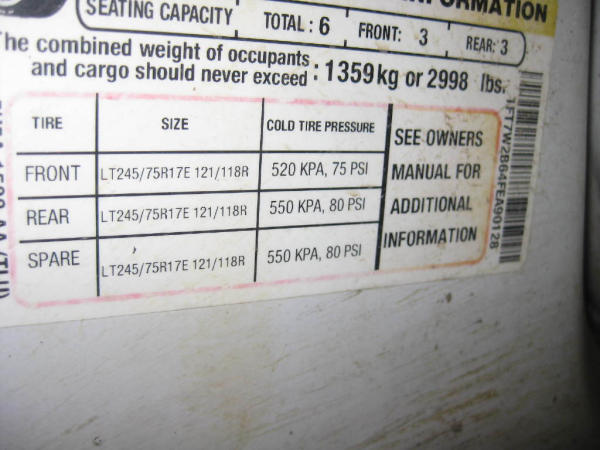 INFORMATION
SEATING CAPACITY TOTAL: 6 FRONT: 3 REAR: 3
The combined weight of occupants
and cargo should never exceed: 1359kg or 2998 lbs.
TIRE SIZE COLD TIRE PRESSURE
FRONT LT245/75R17E 121/118R 520 KPA, 75 PSI
REAR LT245/75R17E 121/118R 550 KPA, 80 PSI
SPARE LT245/75R17E 121/118R 550 KPA, 80 PSI
SEE OWNERS
MANUAL FOR
ADDITIONAL
INFORMATION
1FT7W2B64FEA90128